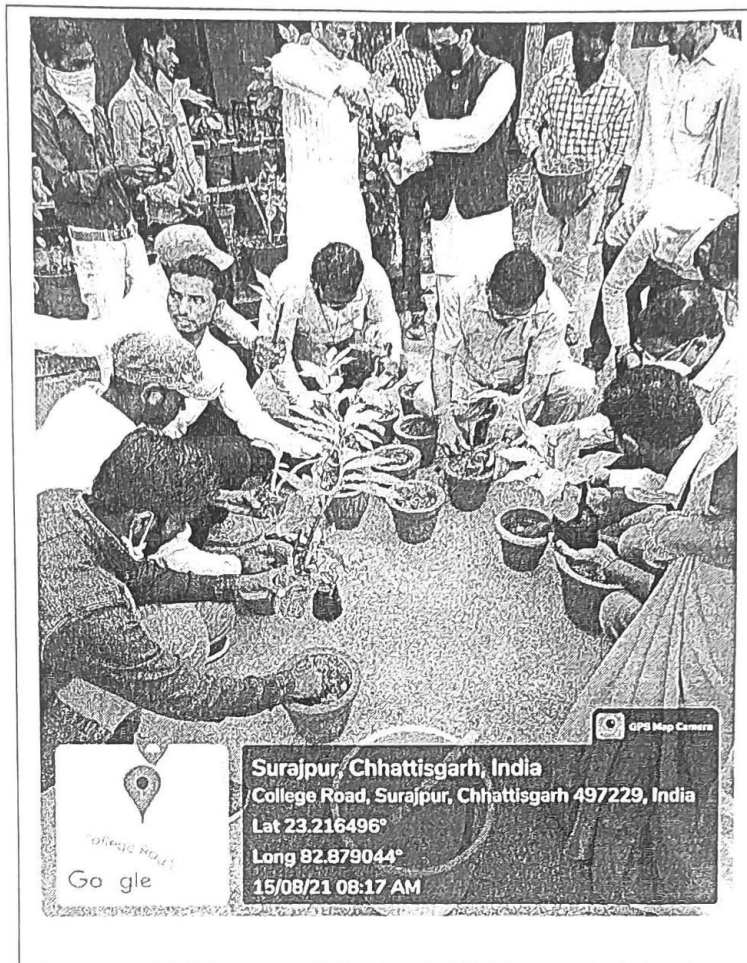 GPS Map Camera
Surajpur, Chhattisgarh, India
College Road, Surajpur, Chhattisgarh 497229, India
Lat 23.216496°
Long 82.879044°
15/08/21 08:17 AM
College Road
Go gle